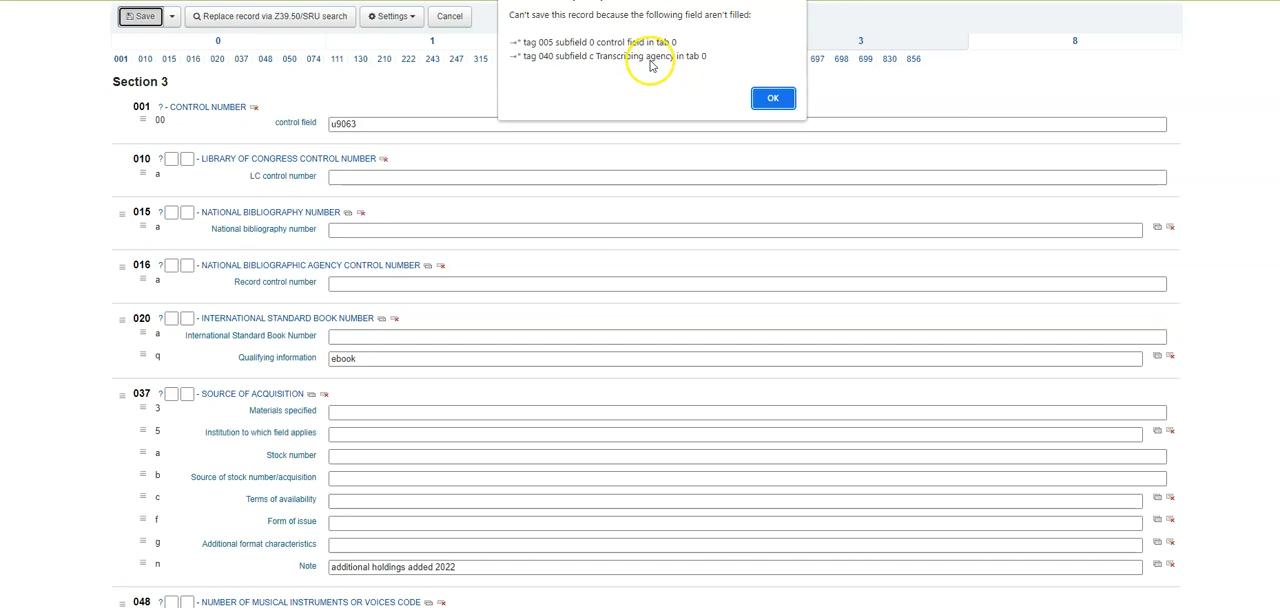 Save Replace record via Z39.50/SRU search Settings Cancel
Can't save this record because the following field aren't filled:
→* tag 005 subfield 0 control field in tab 0
→* tag 040 subfield c Transcribing agency in tab 0
OK
0 1 3 8
001 010 015 016 020 037 048 050 074 111 130 210 222 243 247 315 697 698 699 830 856
Section 3
001 ? - CONTROL NUMBER
00 control field u9063
010 ? - LIBRARY OF CONGRESS CONTROL NUMBER
a LC control number
015 ? - NATIONAL BIBLIOGRAPHY NUMBER
a National bibliography number
016 ? - NATIONAL BIBLIOGRAPHIC AGENCY CONTROL NUMBER
a Record control number
020 ? - INTERNATIONAL STANDARD BOOK NUMBER
a International Standard Book Number
q Qualifying information ebook
037 ? - SOURCE OF ACQUISITION
3 Materials specified
5 Institution to which field applies
a Stock number
b Source of stock number/acquisition
c Terms of availability
f Form of issue
g Additional format characteristics
n Note additional holdings added 2022
048 ? - NUMBER OF MUSICAL INSTRUMENTS OR VOICES CODE